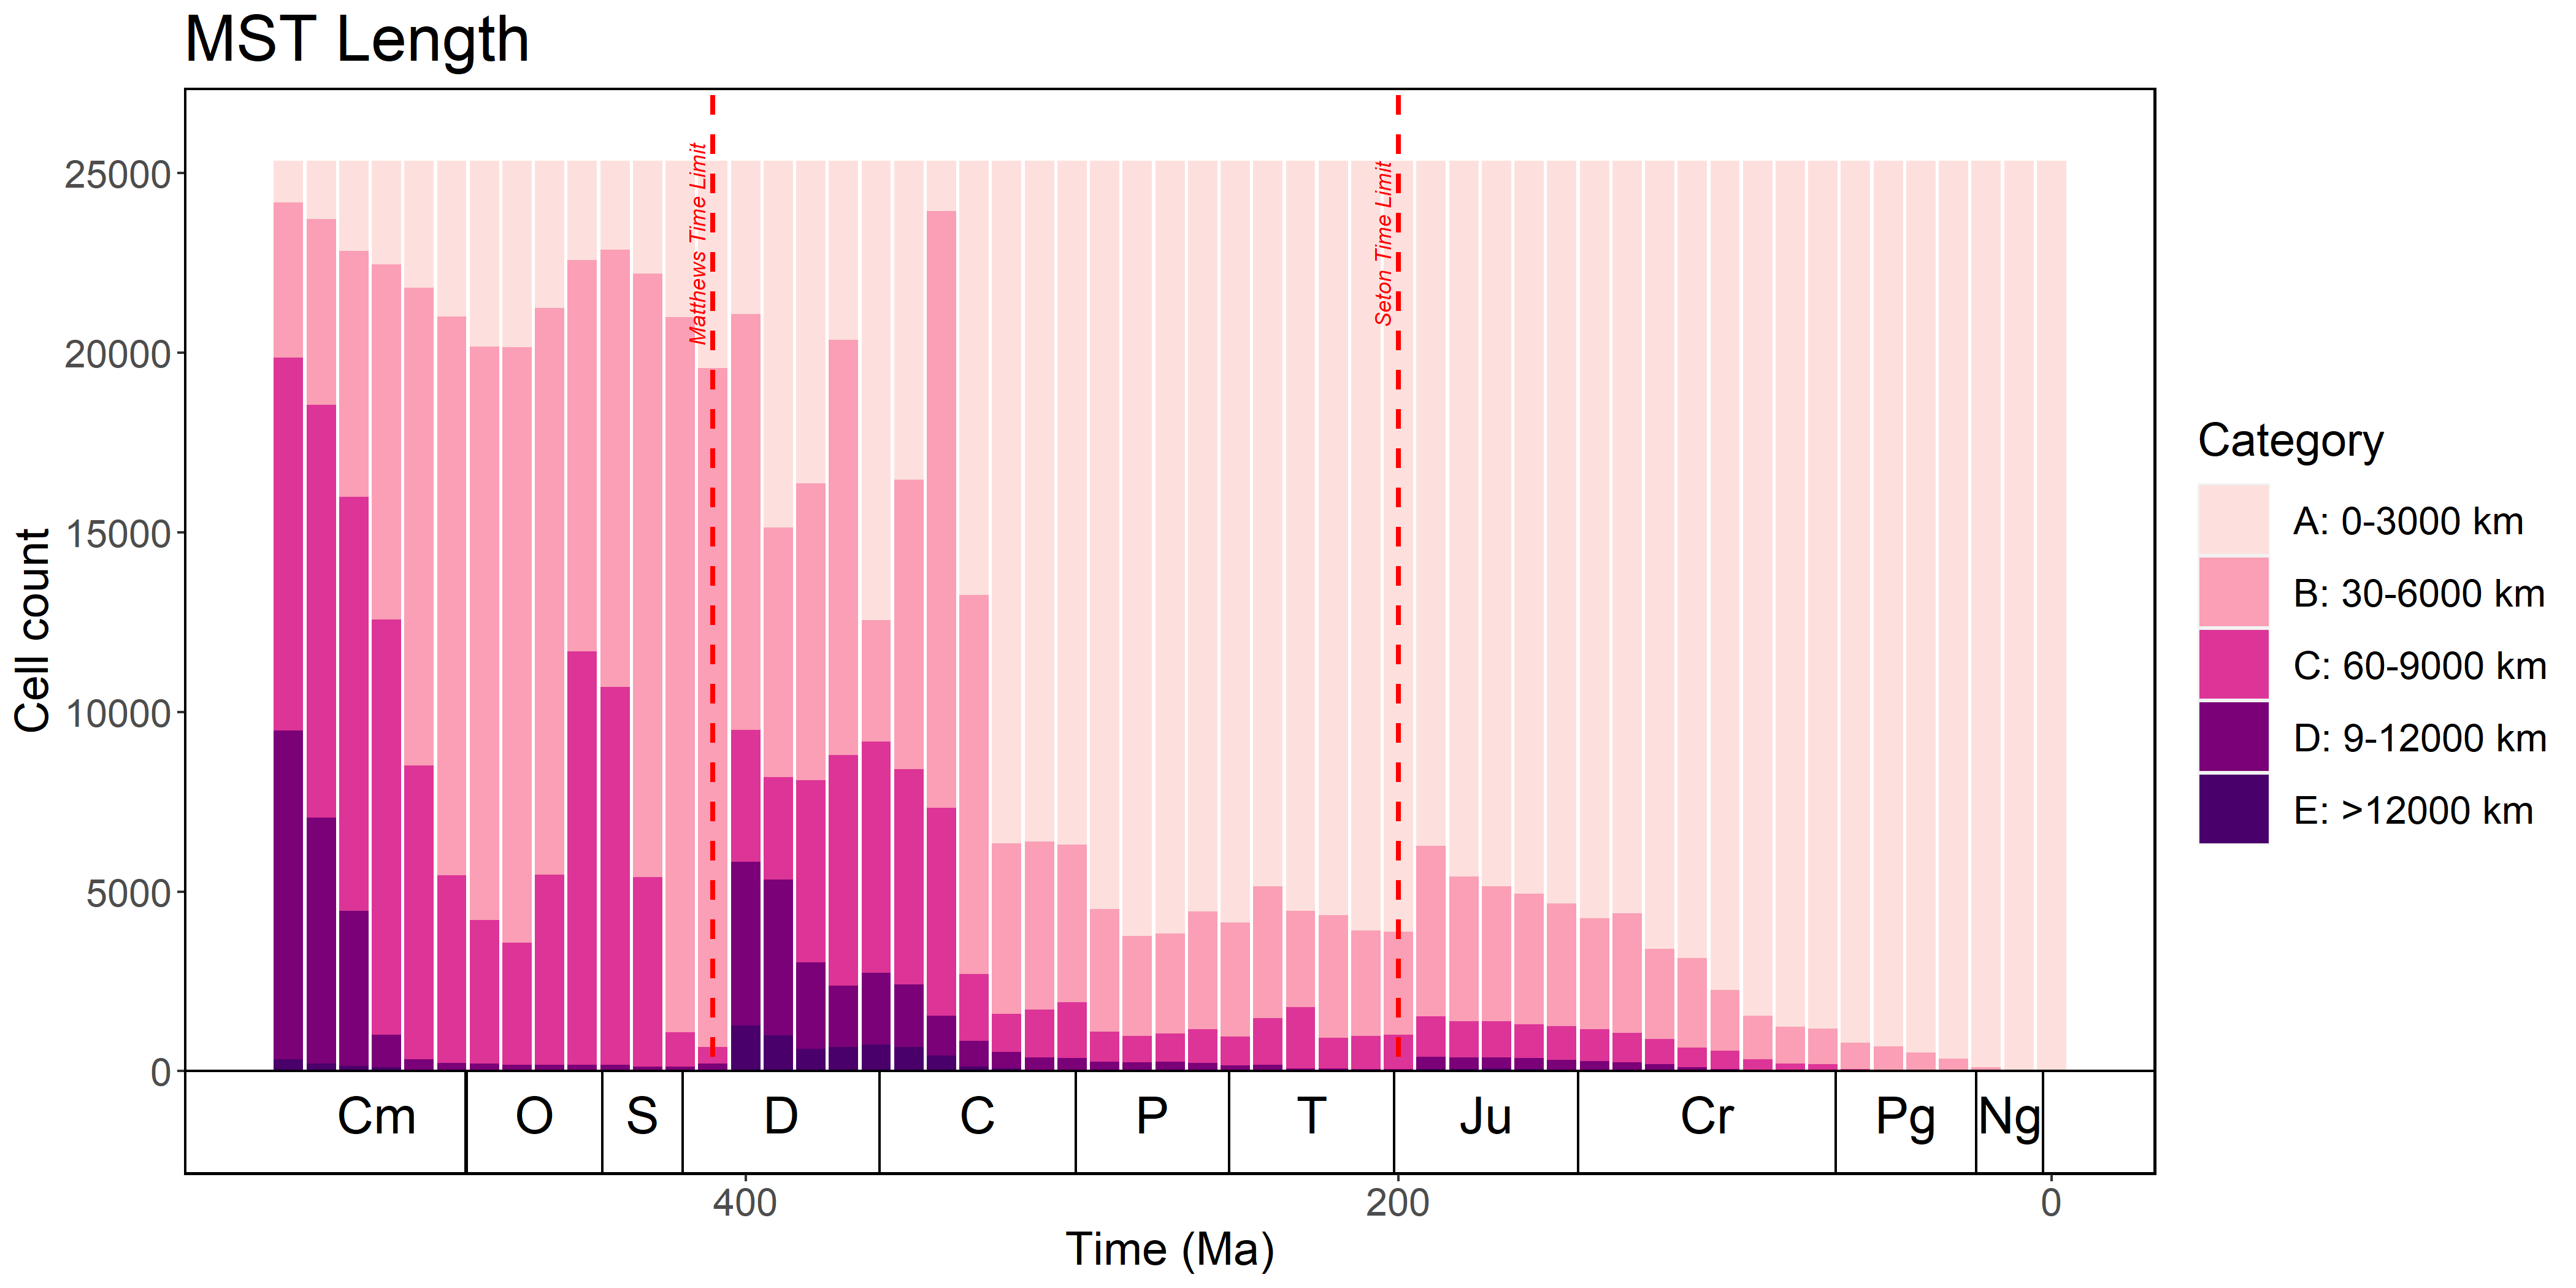 MST Length
25000
20000
15000
10000
5000
0
Cell count
Matthews Time Limit
Seton Time Limit
Cm O S D C P T Ju Cr Pg Ng
400 200 0
Time (Ma)
Category
A: 0-3000 km
B: 30-6000 km
C: 60-9000 km
D: 9-12000 km
E: >12000 km